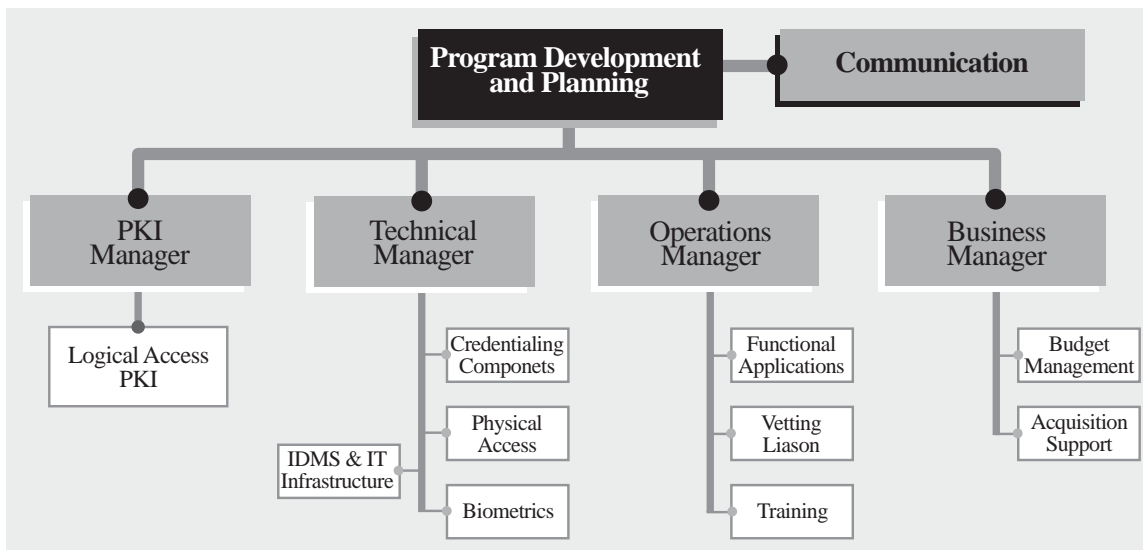 Program Development
and Planning
Communication
PKI
Manager
Technical
Manager
Operations
Manager
Business
Manager
Logical Access
PKI
Credentialing
Componets
Physical
Access
IDMS & IT
Infrastructure
Biometrics
Functional
Applications
Vetting
Liason
Training
Budget
Management
Acquisition
Support